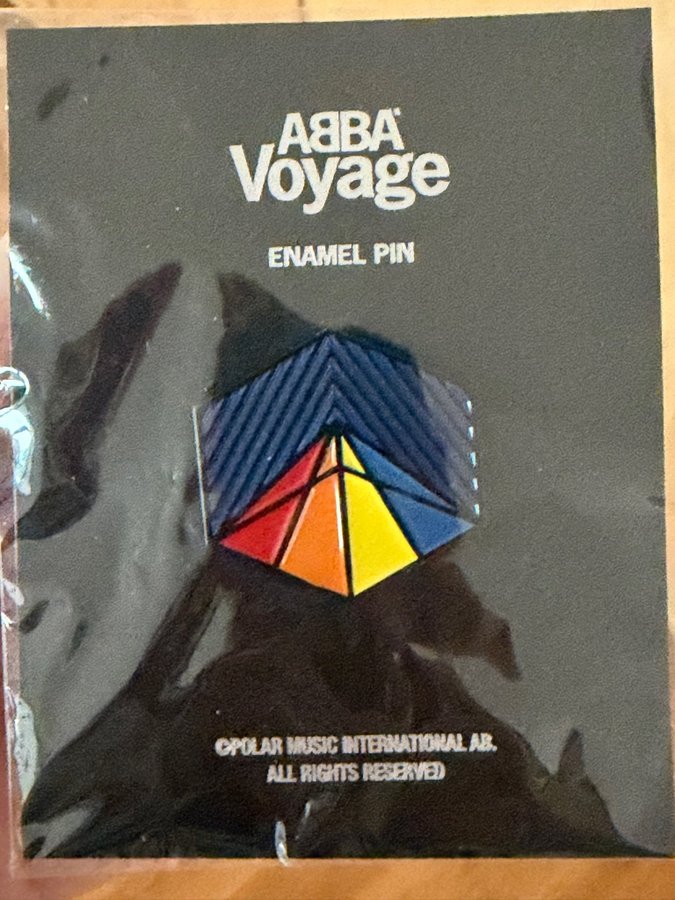 ABBA
Voyage
ENAMEL PIN
©POLAR MUSIC INTERNATIONAL AB.
ALL RIGHTS RESERVED